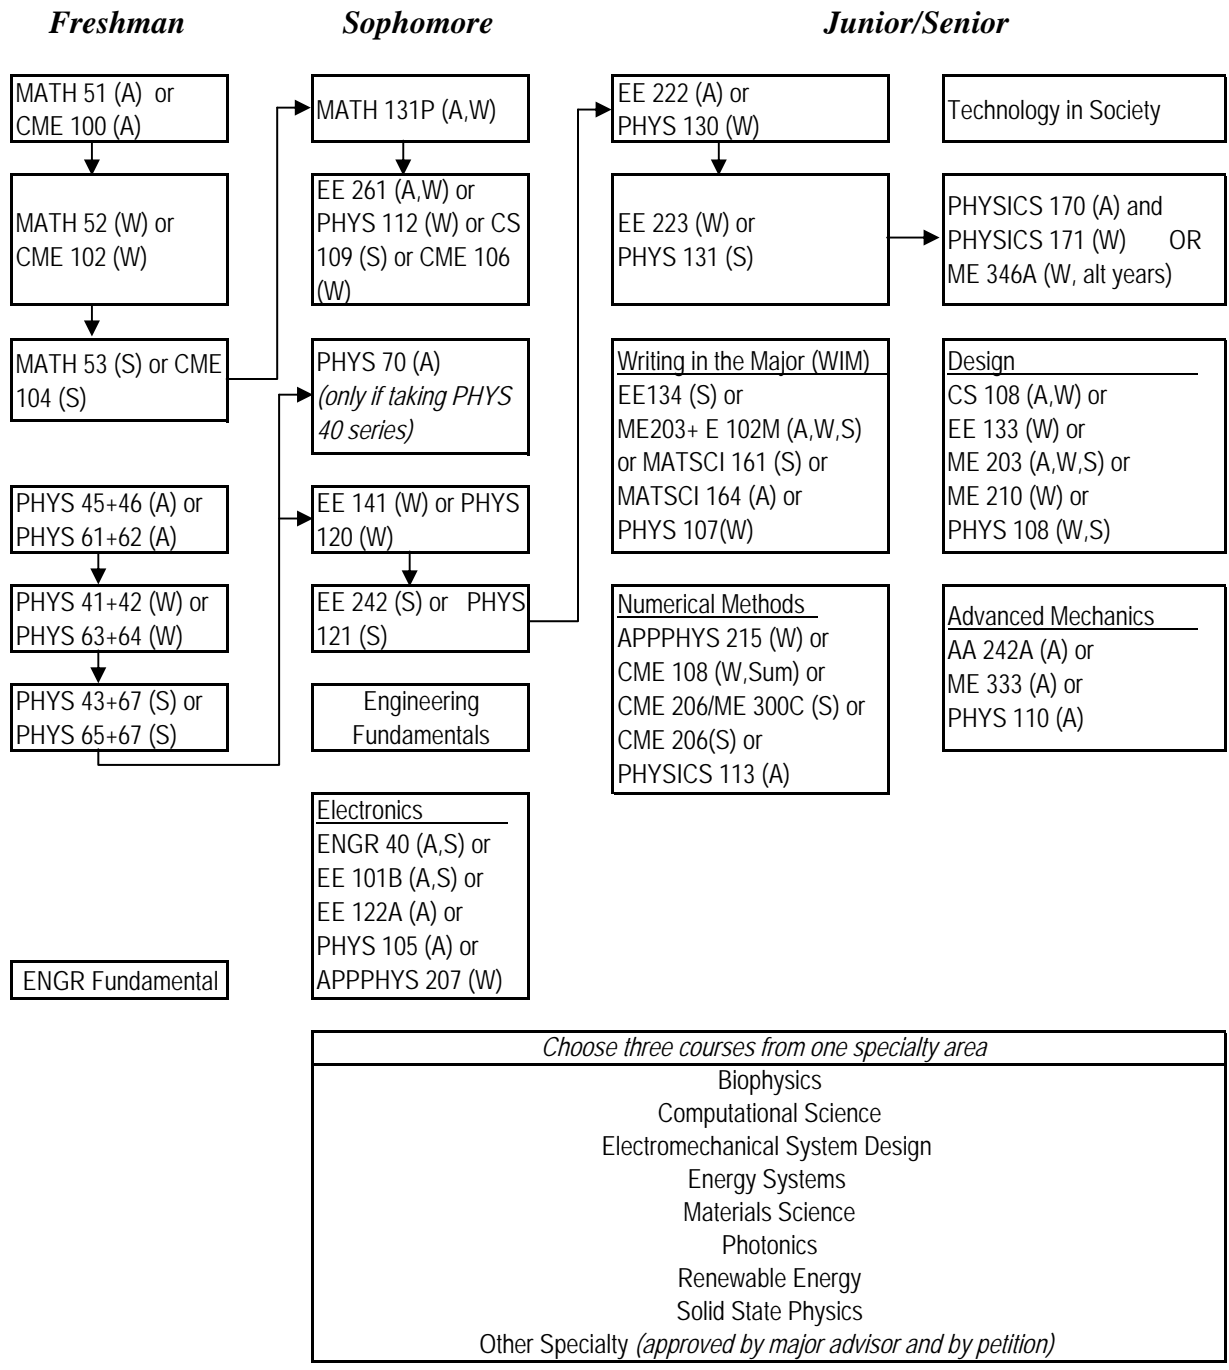 Freshman
Sophomore
Junior/Senior
MATH 51 (A) or
CME 100 (A)
MATH 52 (W) or
CME 102 (W)
MATH 53 (S) or CME
104 (S)
PHYS 45+46 (A) or
PHYS 61+62 (A)
PHYS 41+42 (W) or
PHYS 63+64 (W)
PHYS 43+67 (S) or
PHYS 65+67 (S)
ENGR Fundamental
MATH 131P (A,W)
EE 261 (A,W) or
PHYS 112 (W) or CS
109 (S) or CME 106
(W)
PHYS 70 (A)
(only if taking PHYS
40 series)
EE 141 (W) or PHYS
120 (W)
EE 242 (S) or PHYS
121 (S)
Engineering
Fundamentals
Electronics
ENGR 40 (A,S) or
EE 101B (A,S) or
EE 122A (A) or
PHYS 105 (A) or
APPPHYS 207 (W)
EE 222 (A) or
PHYS 130 (W)
EE 223 (W) or
PHYS 131 (S)
Writing in the Major (WIM)
EE134 (S) or
ME203+ E 102M (A,W,S)
or MATSCI 161 (S) or
MATSCI 164 (A) or
PHYS 107(W)
Numerical Methods
APPPHYS 215 (W) or
CME 108 (W,Sum) or
CME 206/ME 300C (S) or
CME 206(S) or
PHYSICS 113 (A)
Technology in Society
PHYSICS 170 (A) and
PHYSICS 171 (W) OR
ME 346A (W, alt years)
Design
CS 108 (A,W) or
EE 133 (W) or
ME 203 (A,W,S) or
ME 210 (W) or
PHYS 108 (W,S)
Advanced Mechanics
AA 242A (A) or
ME 333 (A) or
PHYS 110 (A)
Choose three courses from one specialty area
Biophysics
Computational Science
Electromechanical System Design
Energy Systems
Materials Science
Photonics
Renewable Energy
Solid State Physics
Other Specialty (approved by major advisor and by petition)